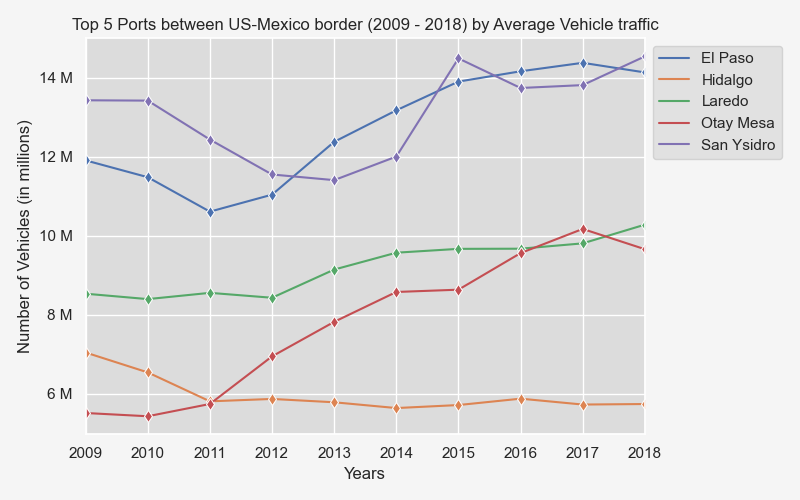 Top 5 Ports between US-Mexico border (2009 - 2018) by Average Vehicle traffic
El Paso
Hidalgo
Laredo
Otay Mesa
San Ysidro
14 M
12 M
10 M
8 M
6 M
Number of Vehicles (in millions)
2009 2010 2011 2012 2013 2014 2015 2016 2017 2018
Years